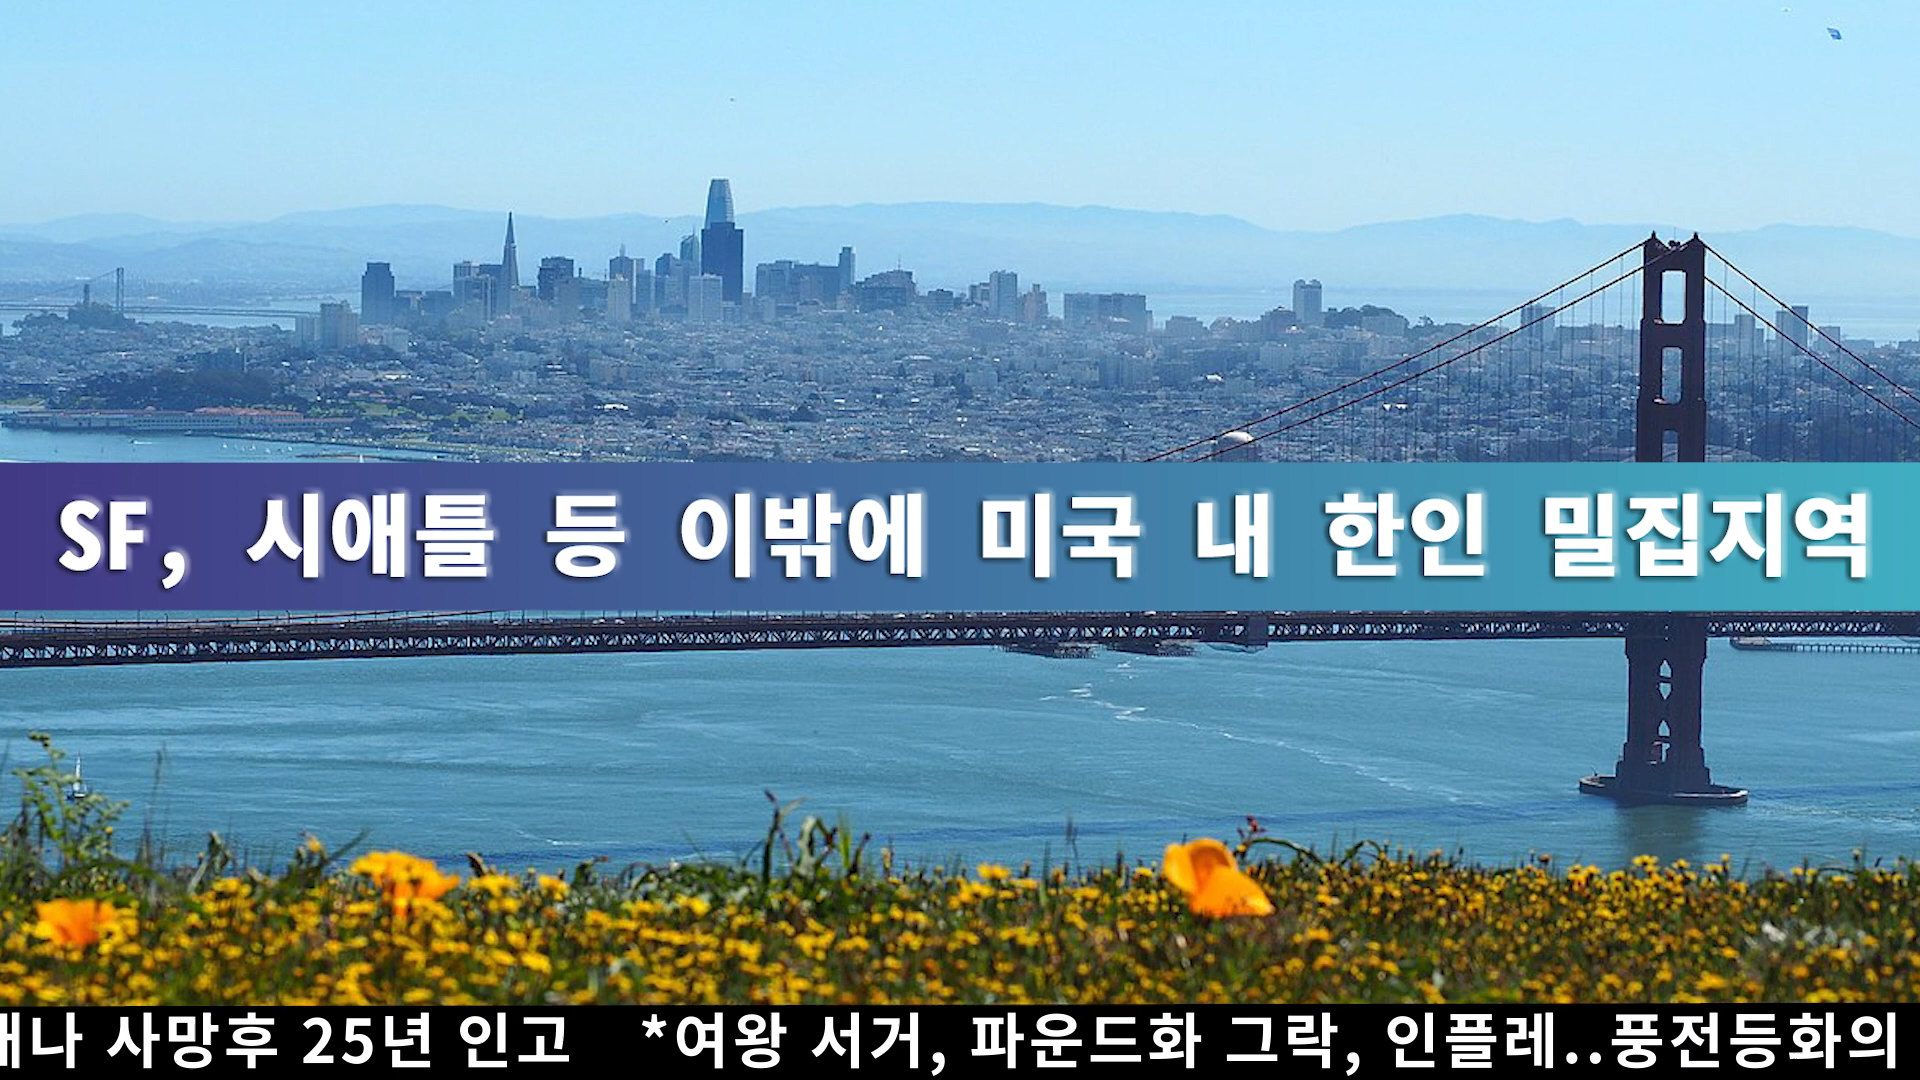 SF, 시애틀 등 이밖에 미국 내 한인 밀집지역
사망후 25년 인고 *여왕 서거, 파운드화 그락, 인플레..풍전등화의